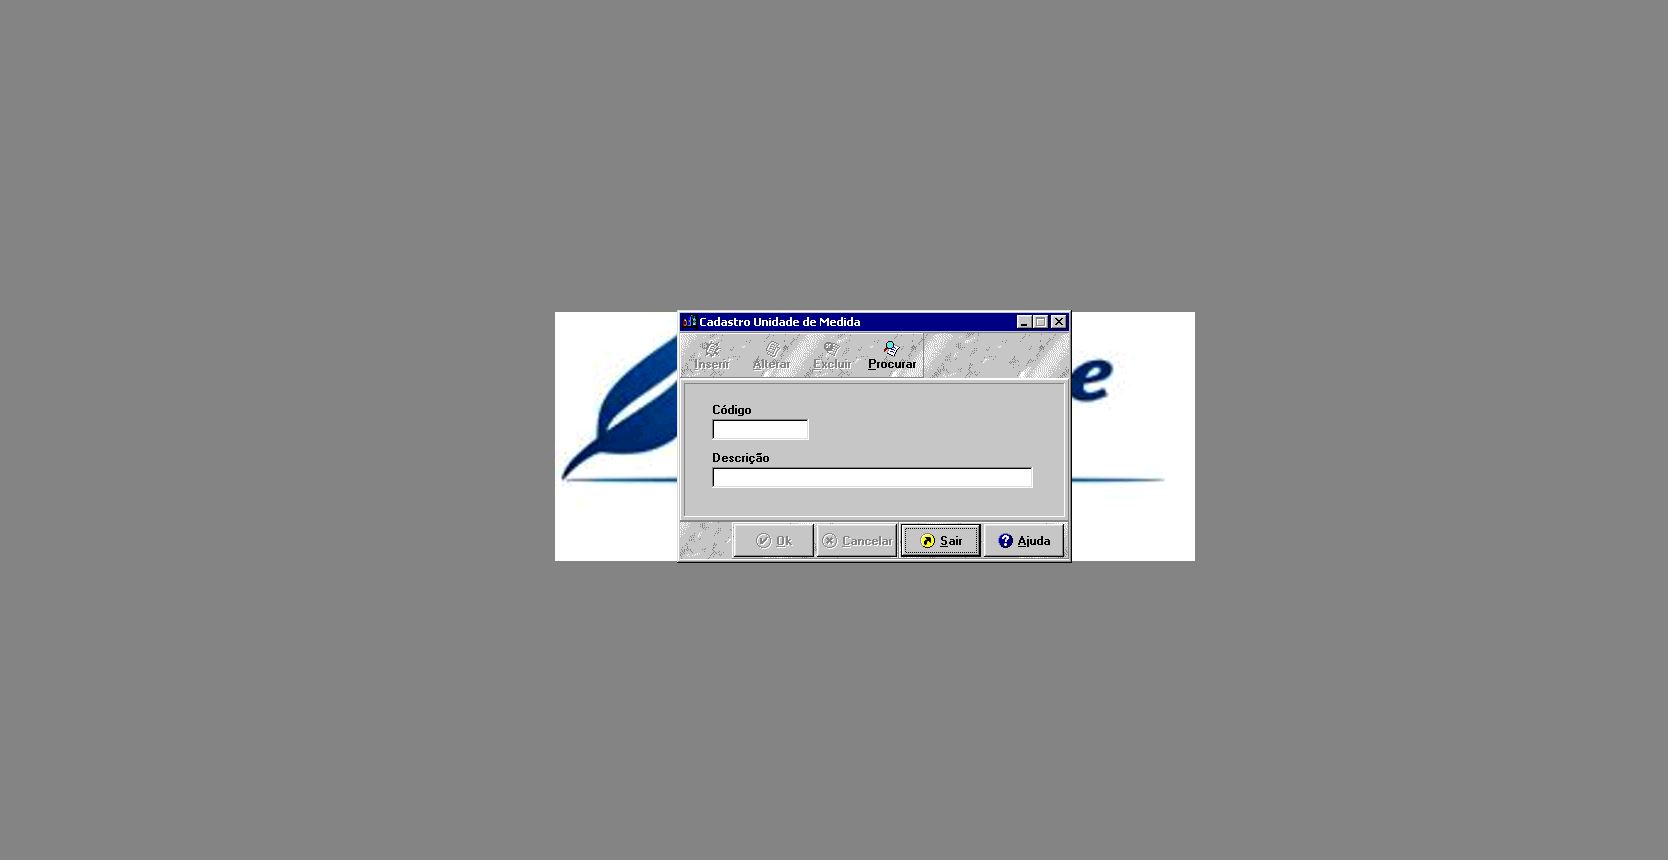 Cadastro Unidade de Medida
Inserir Alterar Excluir Procurar
e
Código
Descrição
Ok Cancelar Sair Ajuda